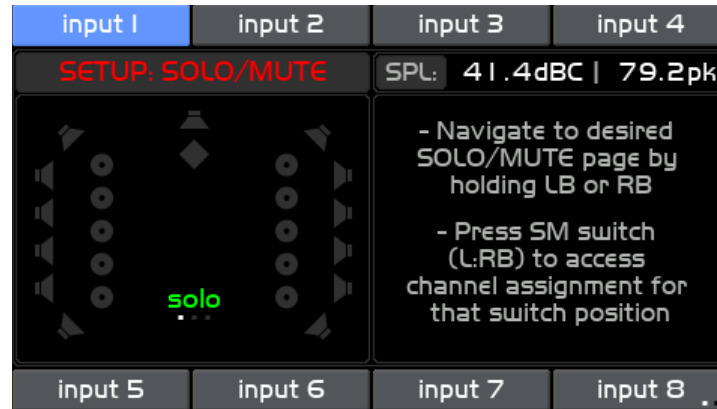 input 1
input 2
input 3
input 4
SETUP: SOLO/MUTE
SPL: 41.4dBC | 79.2pk
- Navigate to desired
SOLO/MUTE page by
holding LB or RB
- Press SM switch
(L:RB) to access
channel assignment for
that switch position
solo
input 5
input 6
input 7
input 8